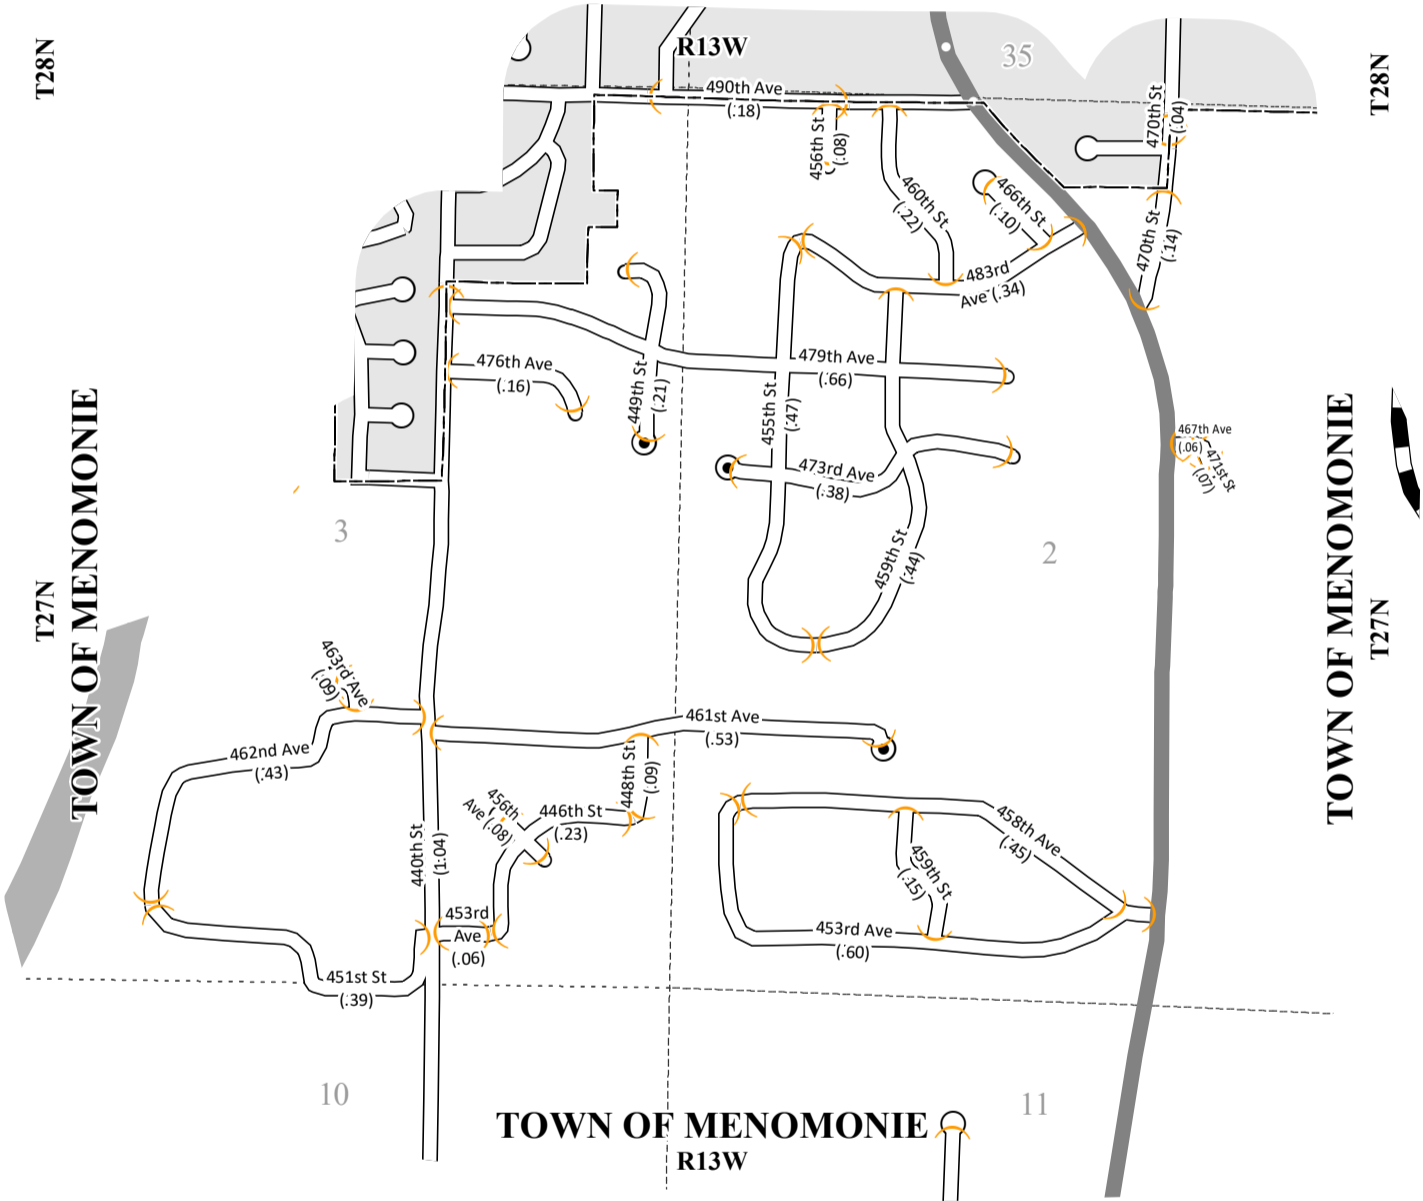 T28N
R13W
35
T28N
490th Ave
(.18)
456th St
(.08)
470th St
(.04)
460th St
(.22)
466th St
(.10)
470th St
(.14)
483rd
Ave (.34)
476th Ave
(.16)
449th St
(.21)
479th Ave
(.66)
455th St
(.47)
473rd Ave
(.38)
467th Ave
(.06)
471st St
(.07)
TOWN OF MENOMONIE
T27N
3
2
459th St
(.44)
TOWN OF MENOMONIE
T27N
463rd Ave
(.09)
462nd Ave
(.43)
461st Ave
(.53)
448th St
(.09)
456th
Ave (.08)
446th St
(.23)
440th St
(1.04)
458th Ave
(.45)
459th St
(.15)
453rd
Ave
(.06)
453rd Ave
(.60)
451st St
(.39)
10
11
TOWN OF MENOMONIE
R13W